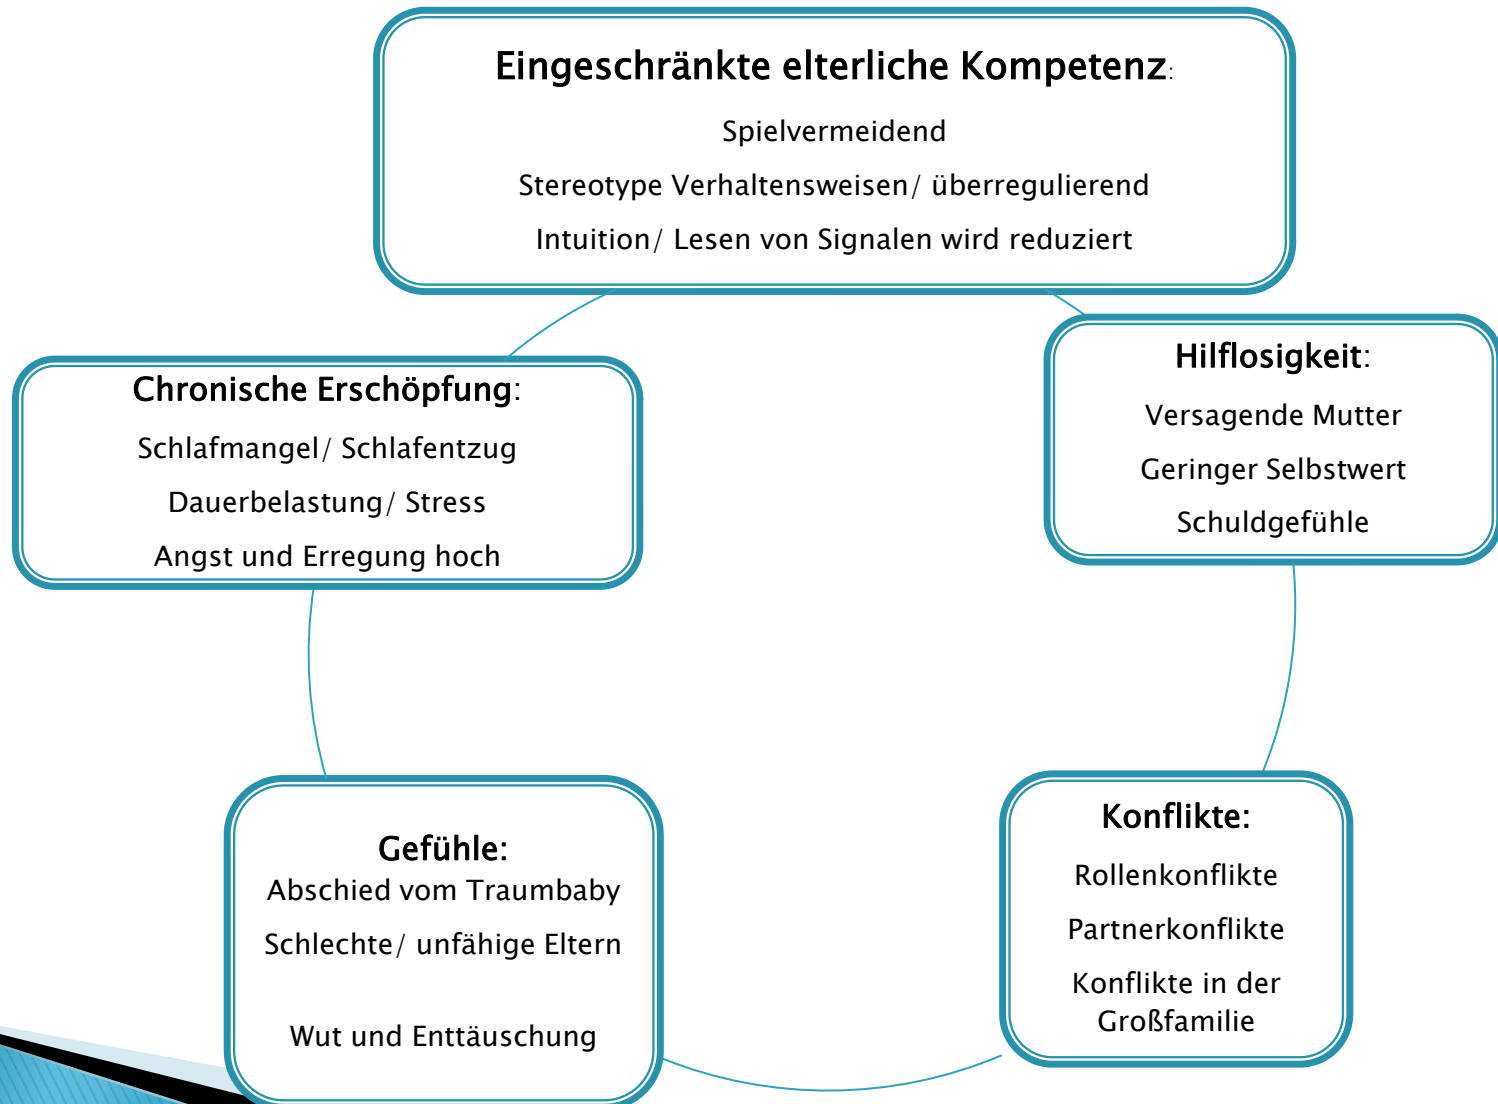 Eingeschränkte elterliche Kompetenz:
Spielvermeidend
Stereotype Verhaltensweisen/ überregulierend
Intuition/ Lesen von Signalen wird reduziert
Hilflosigkeit:
Versagende Mutter
Geringer Selbstwert
Schuldgefühle
Konflikte:
Rollenkonflikte
Partnerkonflikte
Konflikte in der
Großfamilie
Gefühle:
Abschied vom Traumbaby
Schlechte/ unfähige Eltern
Wut und Enttäuschung
Chronische Erschöpfung:
Schlafmangel/ Schlafentzug
Dauerbelastung/ Stress
Angst und Erregung hoch